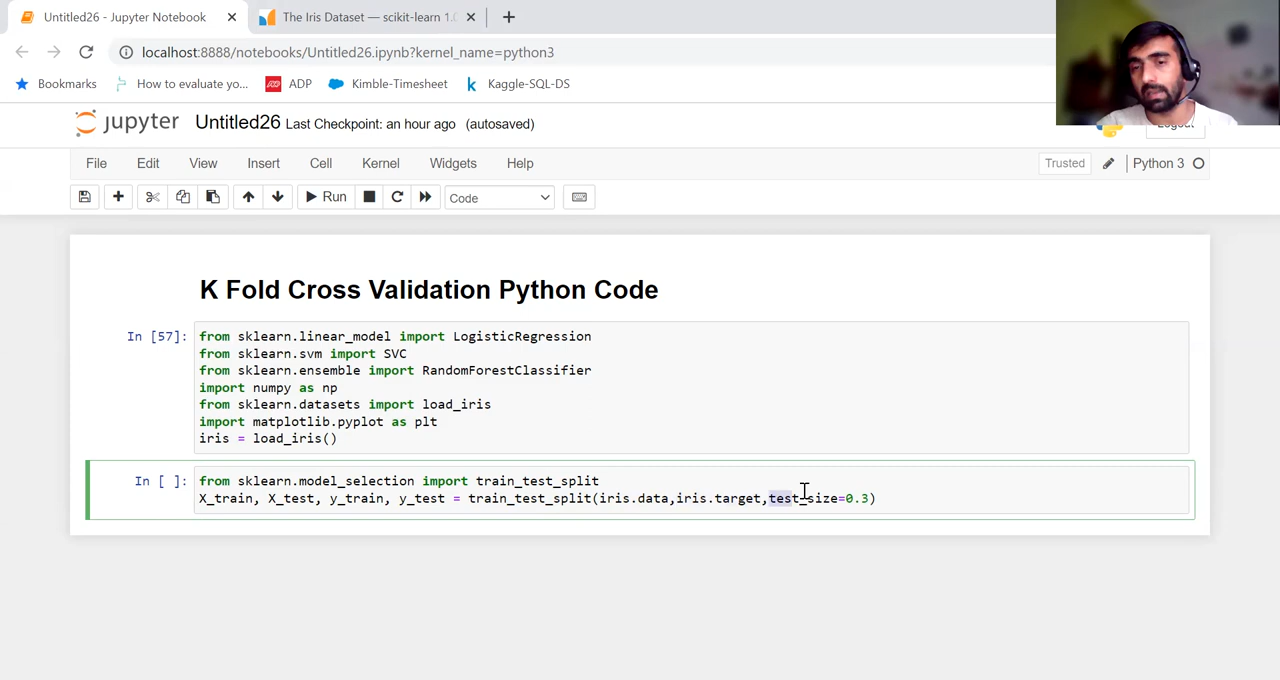 Untitled26 - Jupyter Notebook
The Iris Dataset — scikit-learn 1.
localhost:8888/notebooks/Untitled26.ipynb?kernel_name=python3
Bookmarks How to evaluate yo... ADP Kimble-Timesheet Kaggle-SQL-DS
jupyter Untitled26 Last Checkpoint: an hour ago (autosaved)
Logout
File Edit View Insert Cell Kernel Widgets Help
Trusted Python 3
Run Code
K Fold Cross Validation Python Code
In [57]:
from sklearn.linear_model import LogisticRegression
from sklearn.svm import SVC
from sklearn.ensemble import RandomForestClassifier
import numpy as np
from sklearn.datasets import load_iris
import matplotlib.pyplot as plt
iris = load_iris()
In [ ]:
from sklearn.model_selection import train_test_split
X_train, X_test, y_train, y_test = train_test_split(iris.data,iris.target,test_size=0.3)